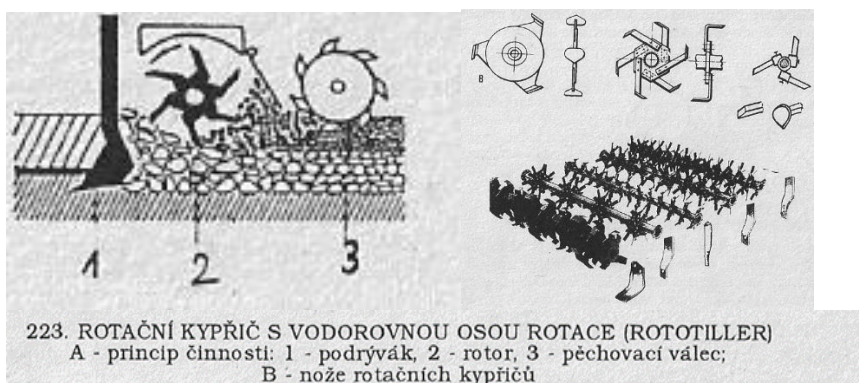 B
1
2
3
223. ROTAČNÍ KYPŘIČ S VODOROVNOU OSOU ROTACE (ROTOTILLER)
A - princip činnosti: 1 - podrývák, 2 - rotor, 3 - pěchovací válec;
B - nože rotačních kypřičů